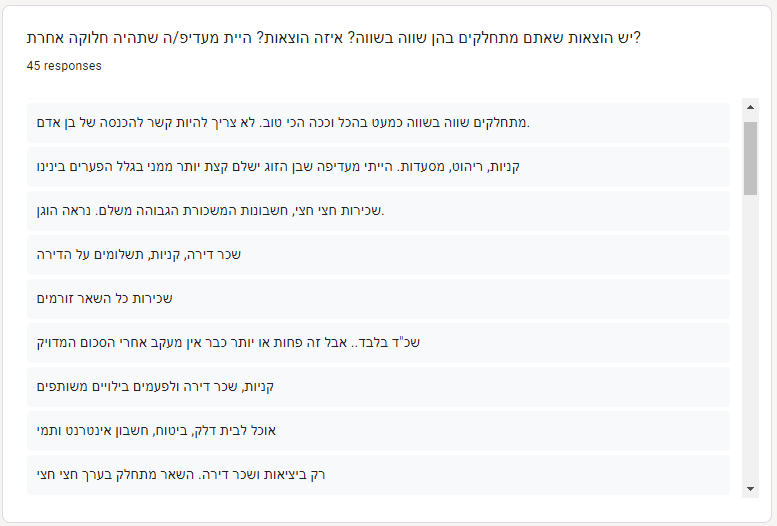 יש הוצאות שאתם מתחלקים בהן שווה בשווה? איזה הוצאות? היית מעדיפ/ה שתהיה חלוקה אחרת?
45 responses
מתחלקים שווה בשווה כמעט בהכל וככה הכי טוב. לא צריך להיות קשר להכנסה של בן אדם.
קניות, ריהוט, מסעדות. הייתי מעדיפה שבן הזוג ישלם קצת יותר ממני בגלל הפערים בינינו
שכירות חצי חצי, חשבונות המשכורת הגבוהה משלם. נראה הוגן.
שכר דירה, קניות, תשלומים על הדירה
שכירות כל השאר זורמים
שכ"ד בלבד.. אבל זה פחות או יותר כבר אין מעקב אחרי הסכום המדויק
קניות, שכר דירה ולפעמים בילויים משותפים
אוכל לבית דלק, ביטוח, חשבון אינטרנט ותמי
רק ביציאות ושכר דירה. השאר מתחלק בערך חצי חצי